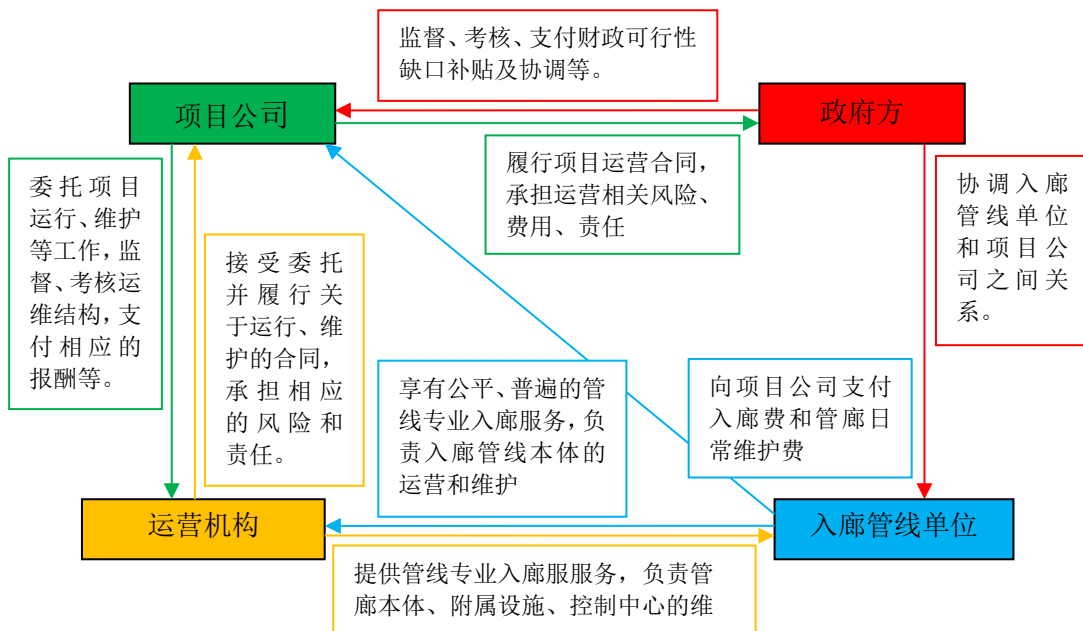 监督、考核、支付财政可行性
缺口补贴及协调等。
项目公司
政府方
履行项目运营合同，
承担运营相关风险、
费用、责任
委托项目
运行、维护
等工作，监
督、考核运
维结构，支
付相应的
报酬等。
接受委托
并履行关
于运行、维
护的合同，
承担相应
的风险和
责任。
协调入廊
管线单位
和项目公
司之间关
系。
享有公平、普遍的管
线专业入廊服务，负
责入廊管线本体的
运营和维护
向项目公司支付
入廊费和管廊日
常维护费
运营机构
入廊管线单位
提供管线专业入廊服服务，负责管
廊本体、附属设施、控制中心的维